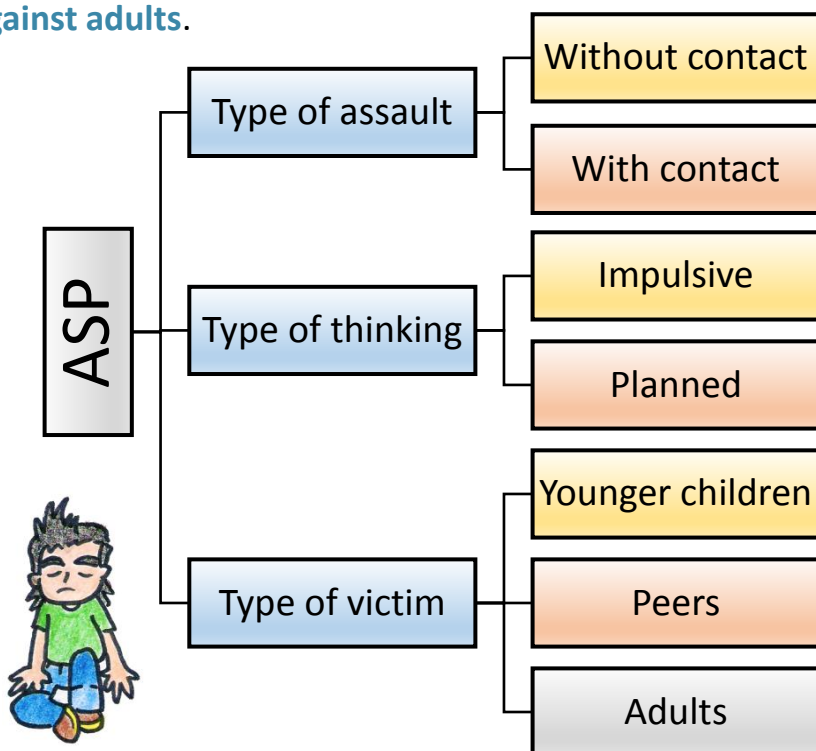 gainst adults.
Without contact
Type of assault
With contact
ASP
Impulsive
Type of thinking
Planned
Younger children
Type of victim
Peers
Adults